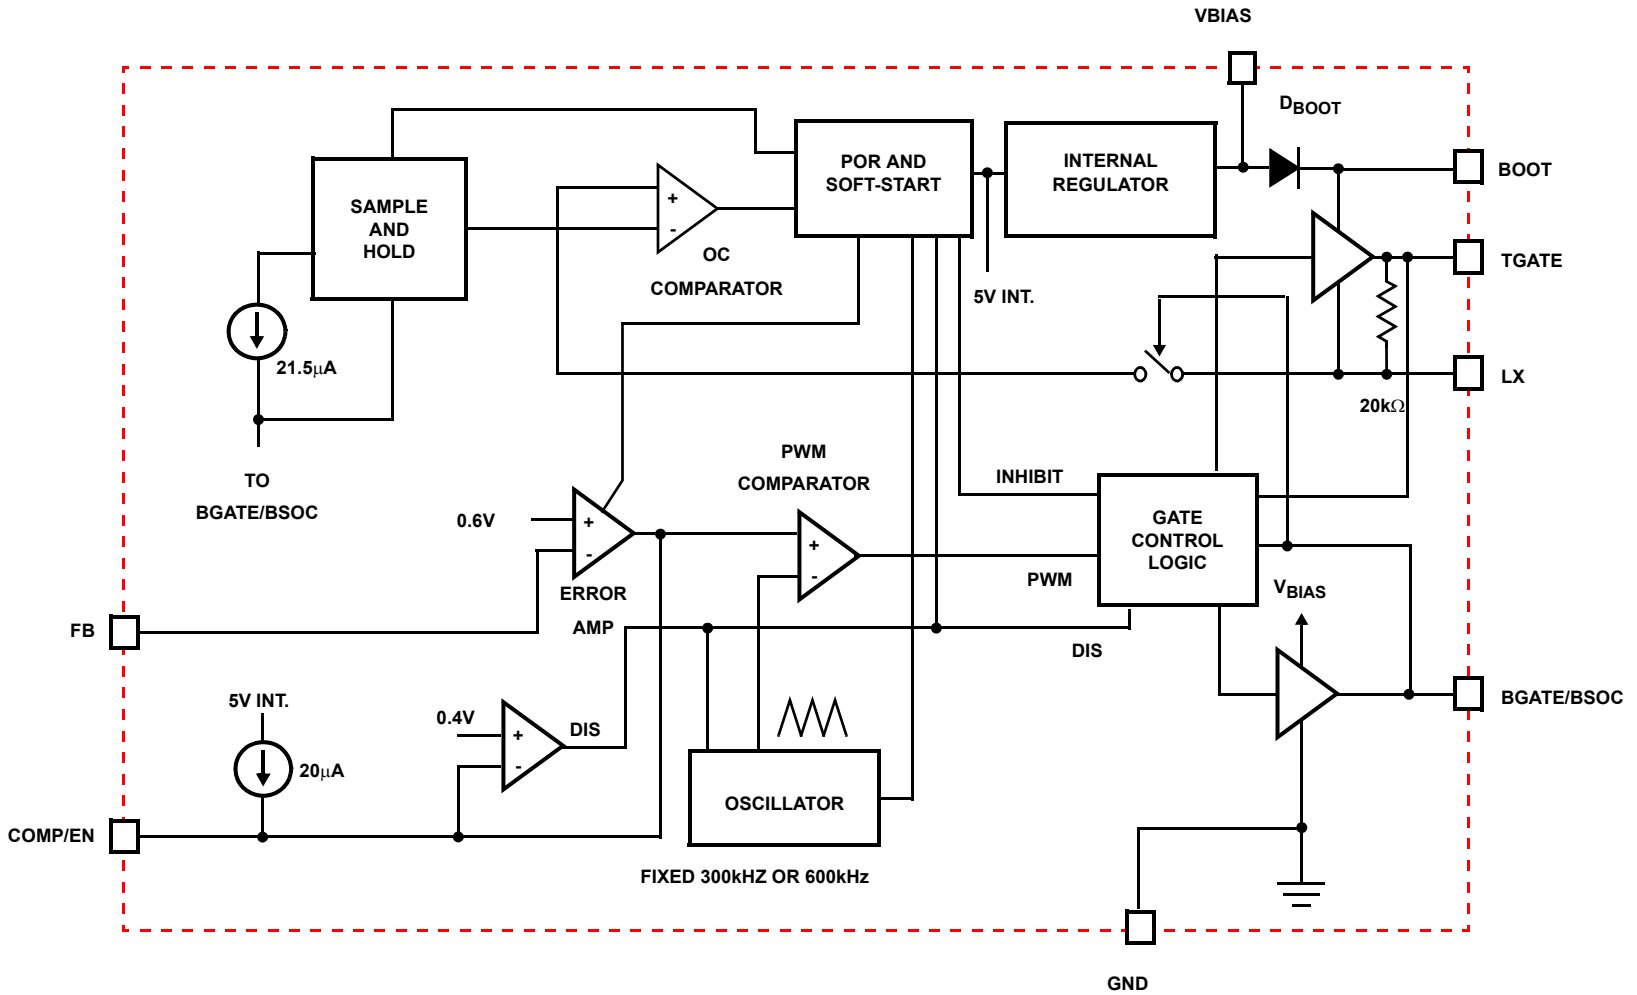 VBIAS
D_BOOT
POR AND
SOFT-START
INTERNAL
REGULATOR
BOOT
SAMPLE
AND
HOLD
+
-
OC
COMPARATOR
TGATE
5V INT.
21.5µA
LX
20kΩ
PWM
COMPARATOR
INHIBIT
TO
BGATE/BSOC
0.6V
+
-
ERROR
AMP
+
-
PWM
GATE
CONTROL
LOGIC
V_BIAS
FB
DIS
BGATE/BSOC
5V INT.
0.4V
+
-
DIS
20µA
OSCILLATOR
COMP/EN
FIXED 300kHZ OR 600kHz
GND